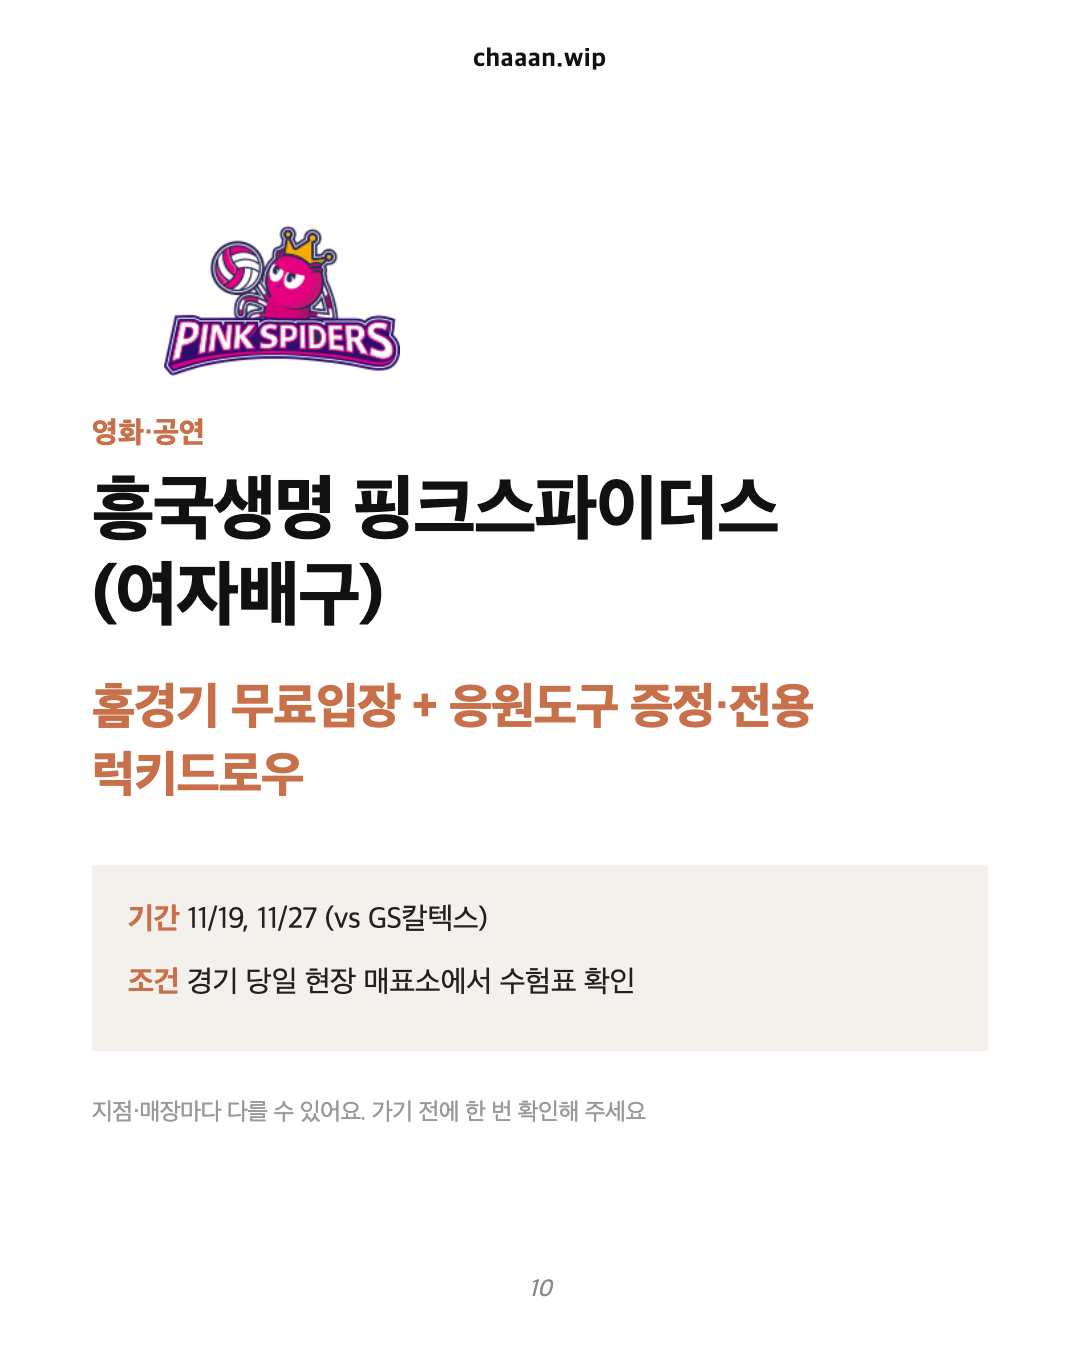 chaaan.wip
PINK SPIDERS
영화·공연
흥국생명 핑크스파이더스
(여자배구)
홈경기 무료입장 + 응원도구 증정·전용
럭키드로우
기간 11/19, 11/27 (vs GS칼텍스)
조건 경기 당일 현장 매표소에서 수험표 확인
지점·매장마다 다를 수 있어요. 가기 전에 한 번 확인해 주세요
10